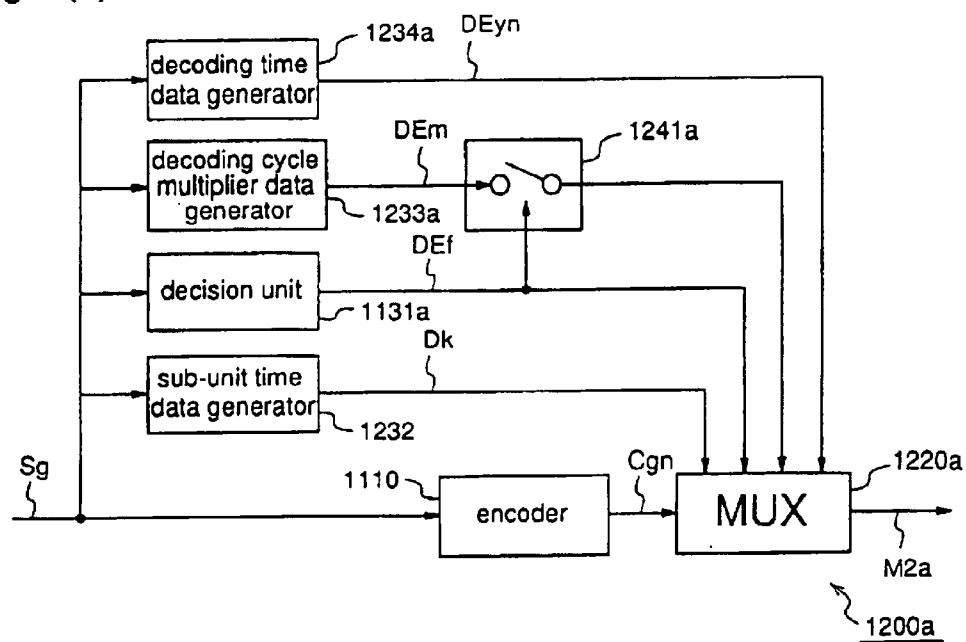 DEyn
1234a
decoding time
data generator
DEm
1241a
decoding cycle
multiplier data
generator
1233a
DEf
decision unit
1131a
Dk
sub-unit time
data generator
1232
Sg
1110
encoder
Cgn
1220a
MUX
M2a
1200a